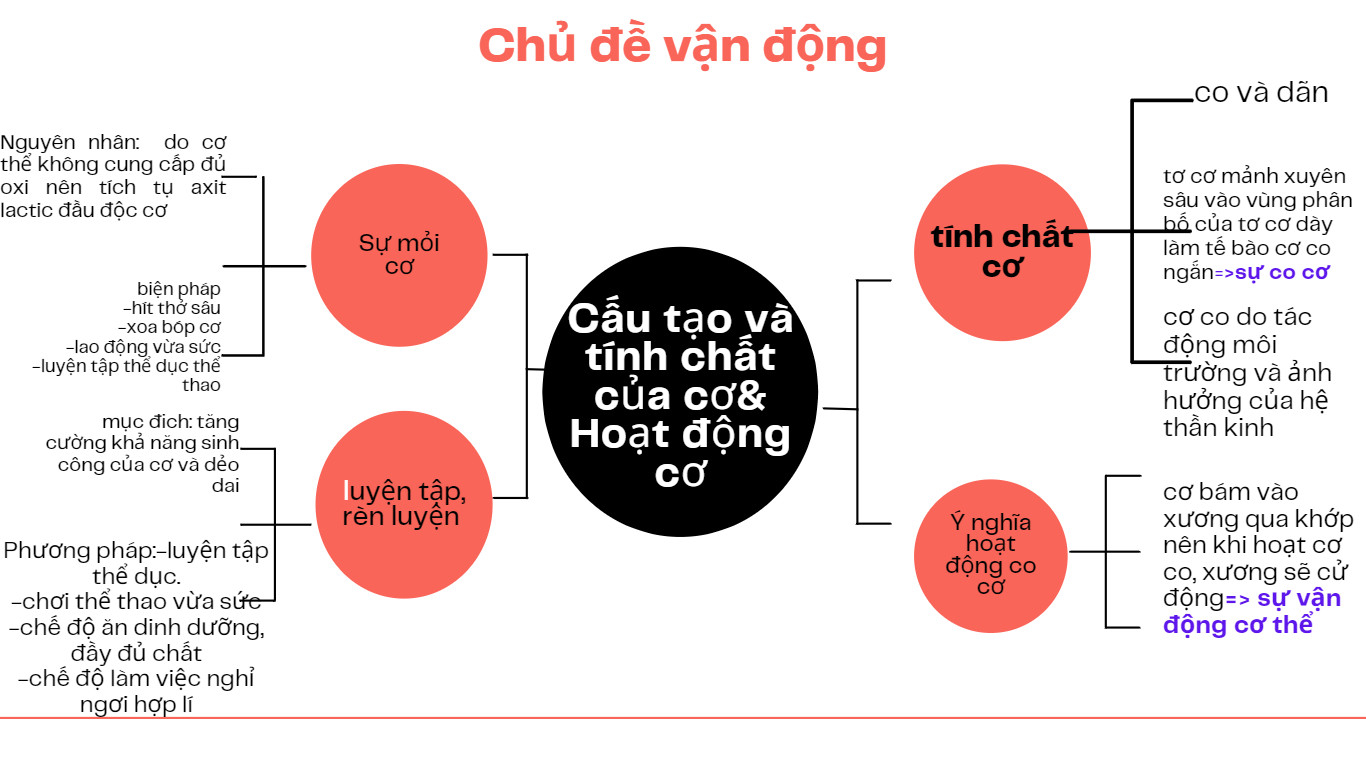 Chủ đề vận động
Nguyên nhân: do cơ
thể không cung cấp đủ
oxi nên tích tụ axit
lactic đầu độc cơ
biện pháp
-hít thở sâu
-xoa bóp cơ
-lao động vừa sức
-luyện tập thể dục thể
thao
mục đich: tăng
cường khả năng sinh
công của cơ và dẻo
dai
Phương pháp:-luyện tập
thể dục.
-chơi thể thao vừa sức
-chế độ ăn dinh dưỡng,
đầy đủ chất
-chế độ làm việc nghỉ
ngơi hợp lí
Sự mỏi
cơ
luyện tập,
rèn luyện
Cấu tạo và
tính chất
của cơ&
Hoạt động
cơ
tính chất
cơ
Ý nghĩa
hoạt
động co
cơ
co và dãn
tơ cơ mảnh xuyên
sâu vào vùng phân
bố của tơ cơ dày
làm tế bào cơ co
ngắn=>sự co cơ
cơ co do tác
động môi
trường và ảnh
hưởng của hệ
thần kinh
cơ bám vào
xương qua khớp
nên khi hoạt cơ
co, xương sẽ cử
động=> sự vận
động cơ thể